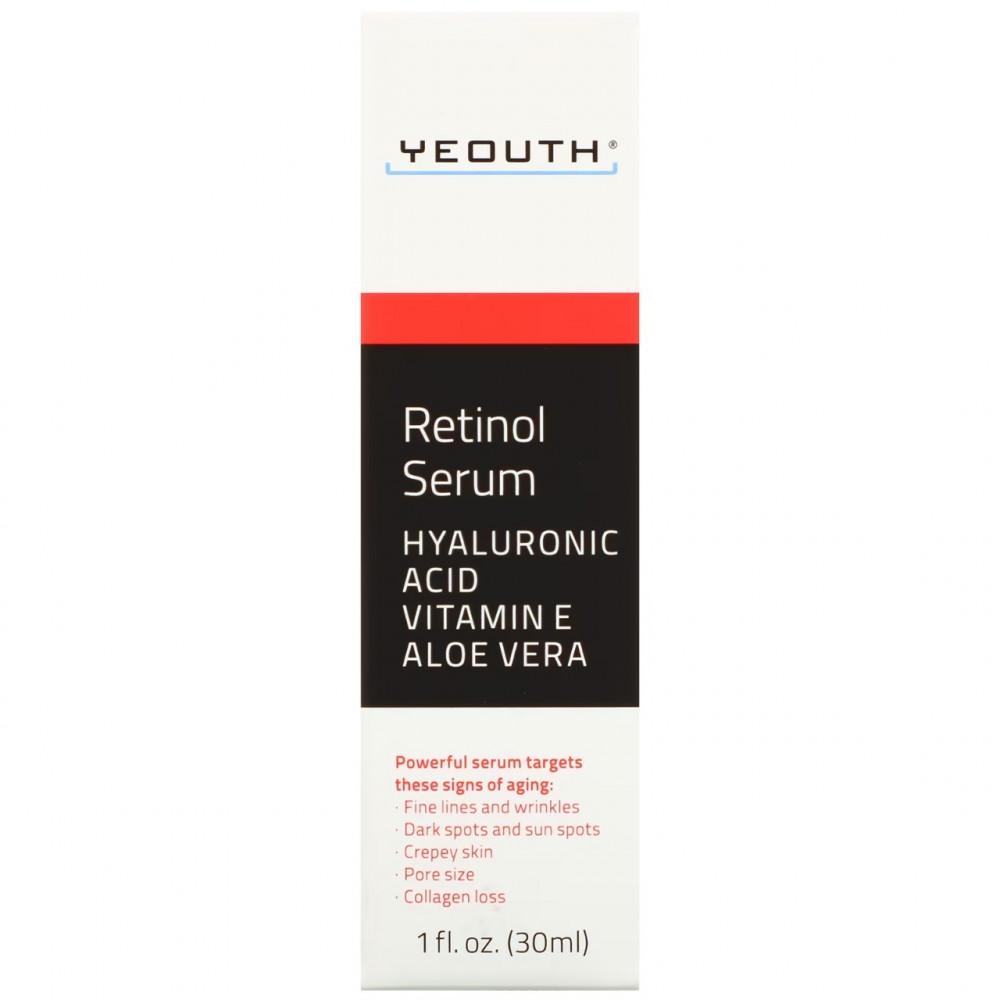 YEOUTH®
Retinol
Serum
HYALURONIC
ACID
VITAMIN E
ALOE VERA
Powerful serum targets
these signs of aging:
· Fine lines and wrinkles
· Dark spots and sun spots
· Crepey skin
· Pore size
· Collagen loss
1 fl. oz. (30ml)